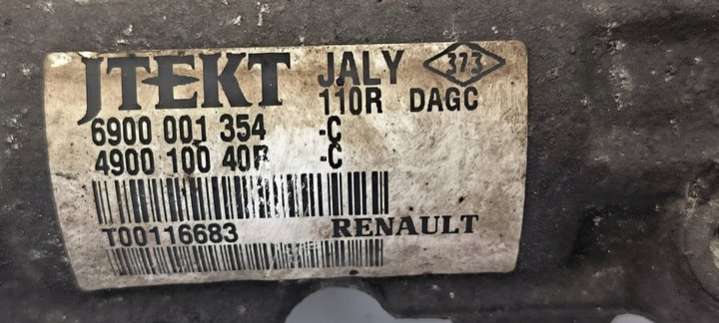 JTEKT JALY 373
110R DAGC
6900 001 354 -C
4900 100 40R -C
T00116683 RENAULT